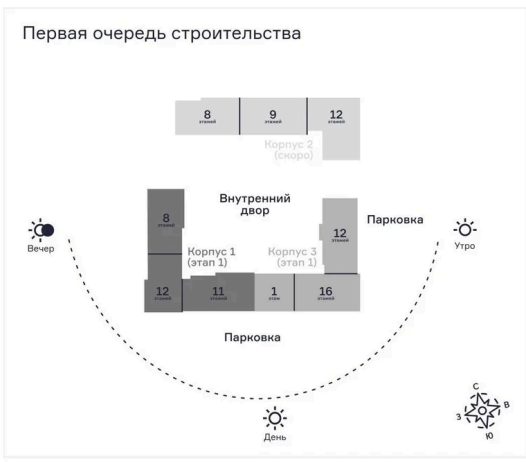 Первая очередь строительства
8
этажей
9
этажей
12
этажей
Корпус 2
(скоро)
Внутренний
двор
8
этажей
12
этажей
Парковка
Вечер
Утро
Корпус 1
(этап 1)
Корпус 3
(этап 1)
12
этажей
11
этажей
1
этаж
16
этажей
Парковка
С
В
З
Ю
День